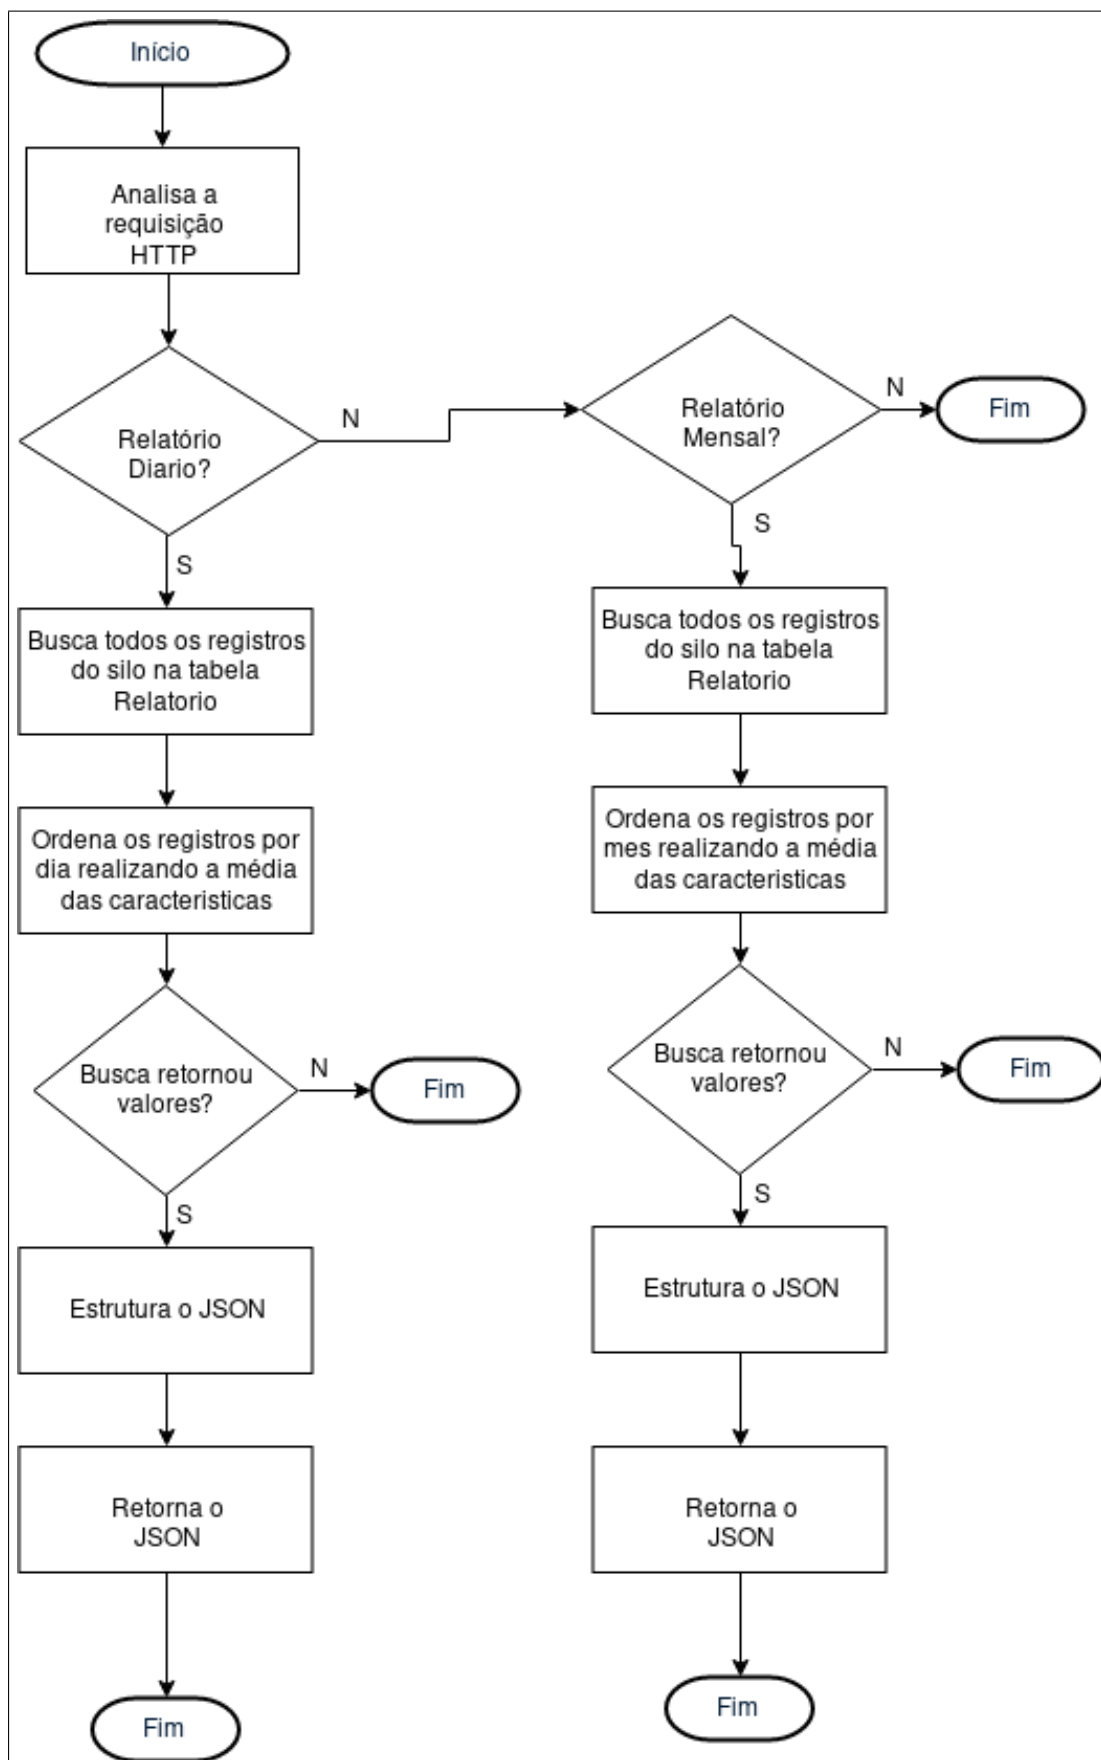 Início
Analisa a
requisição
HTTP
Relatório
Diario?
N
S
Relatório
Mensal?
N
Fim
S
Busca todos os registros
do silo na tabela
Relatorio
Ordena os registros por
dia realizando a média
das caracteristicas
Busca retornou
valores?
N
Fim
S
Estrutura o JSON
Retorna o
JSON
Fim
Busca todos os registros
do silo na tabela
Relatorio
Ordena os registros por
mes realizando a média
das caracteristicas
Busca retornou
valores?
N
Fim
S
Estrutura o JSON
Retorna o
JSON
Fim